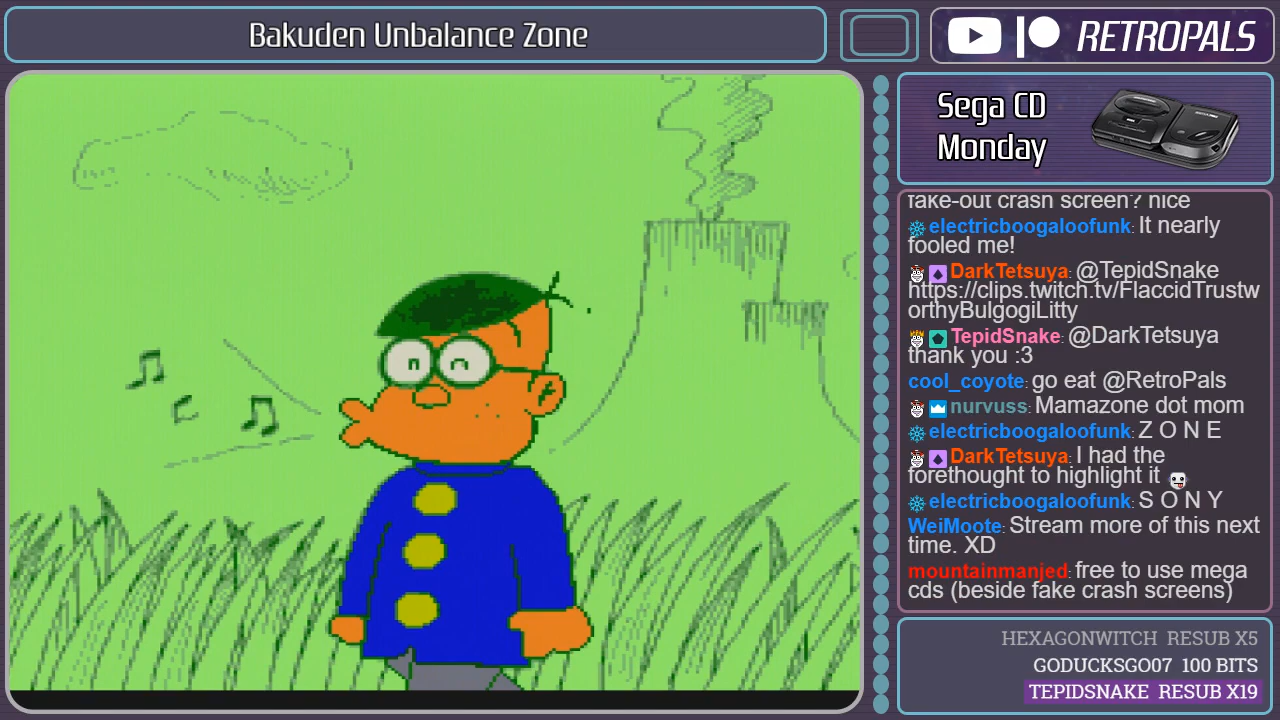 Bakuden Unbalance Zone
RETROPALS
Sega CD
Monday
fake-out crash screen? nice
electricboogaloofunk: It nearly
fooled me!
DarkTetsuya: @TepidSnake
https://clips.twitch.tv/FlaccidTrustw
orthyBulgogiLitty
TepidSnake: @DarkTetsuya
thank you :3
cool_coyote: go eat @RetroPals
nurvuss: Mamazone dot mom
electricboogaloofunk: Z O N E
DarkTetsuya: I had the
forethought to highlight it
electricboogaloofunk: S O N Y
WeiMoote: Stream more of this next
time. XD
mountainmanjed: free to use mega
cds (beside fake crash screens)
HEXAGONWITCH RESUB X5
GODUCKSGO07 100 BITS
TEPIDSNAKE RESUB X19